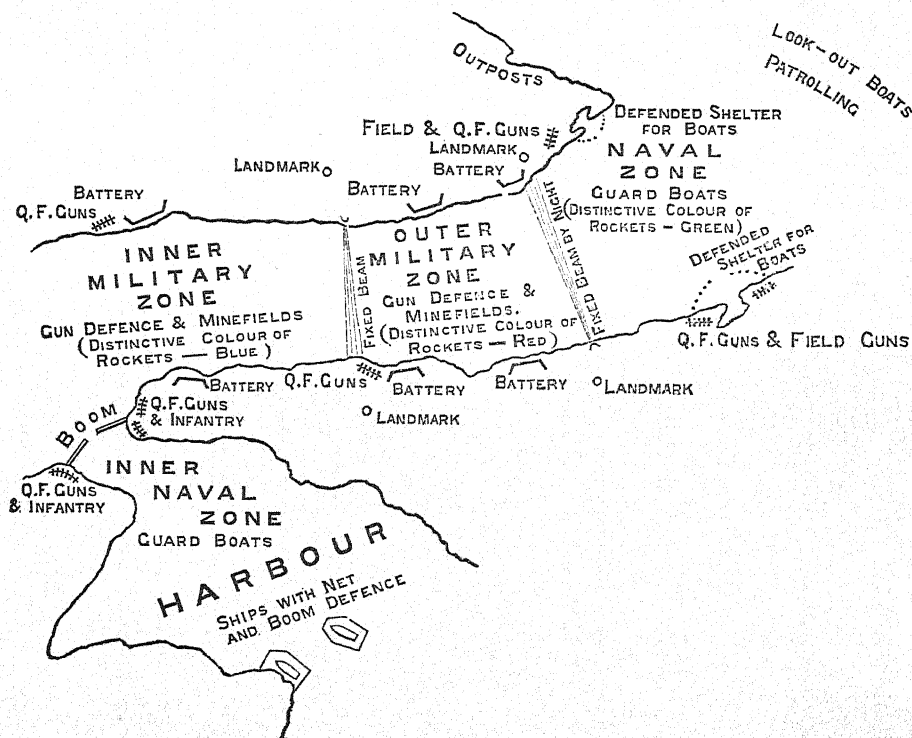 LOOK-OUT BOATS
PATROLLING
OUTPOSTS
DEFENDED SHELTER
FOR BOATS
FIELD & Q.F. GUNS
LANDMARK
BATTERY
NAVAL
ZONE
GUARD BOATS
(DISTINCTIVE COLOUR OF
ROCKETS - GREEN)
LANDMARK
BATTERY
BATTERY
Q.F. GUNS
INNER
MILITARY
ZONE
GUN DEFENCE & MINEFIELDS
(DISTINCTIVE COLOUR OF
ROCKETS — BLUE)
FIXED BEAM
OUTER
MILITARY
ZONE
GUN DEFENCE &
MINEFIELDS.
(DISTINCTIVE COLOUR OF
ROCKETS—RED)
FIXED BEAM BY NIGHT
DEFENDED
SHELTER FOR
BOATS
Q.F. GUNS & FIELD GUNS
BATTERY
Q.F. GUNS
BATTERY
BATTERY
LANDMARK
LANDMARK
Q.F. GUNS
& INFANTRY
BOOM
Q.F. GUNS
& INFANTRY
INNER
NAVAL
ZONE
GUARD BOATS
HARBOUR
SHIPS WITH NET
AND BOOM DEFENCE